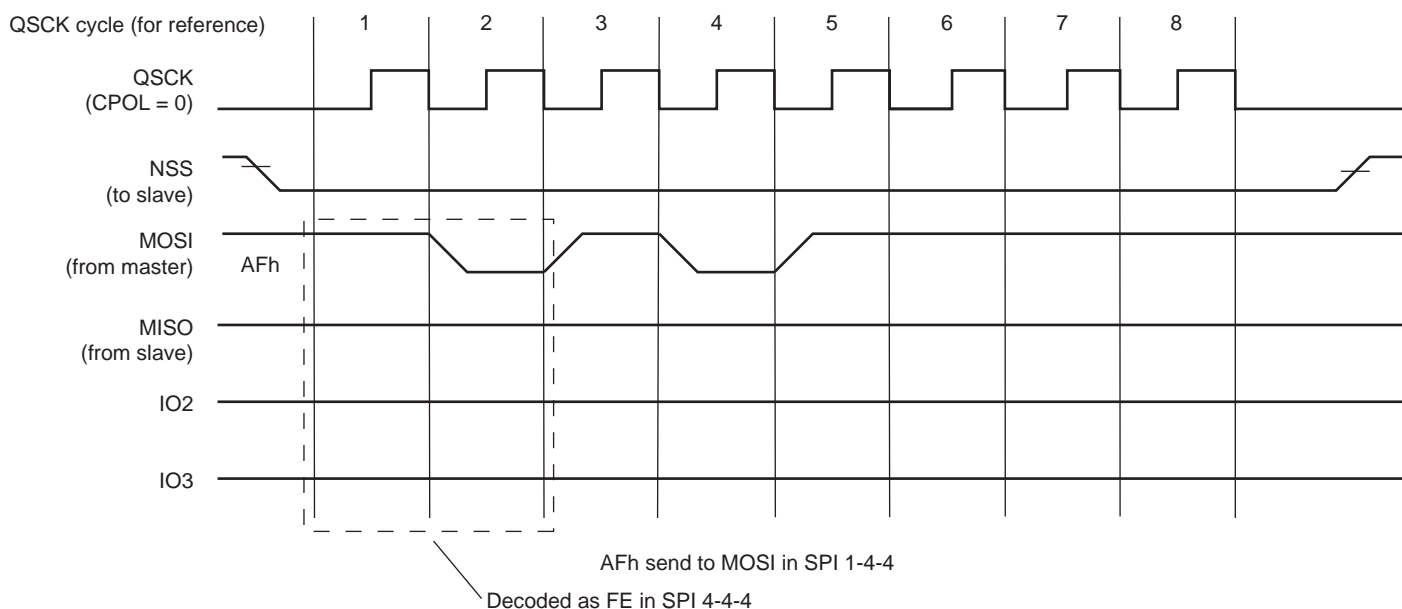 QSCK cycle (for reference) 1 2 3 4 5 6 7 8
QSCK
(CPOL = 0)
NSS
(to slave)
MOSI
(from master)
AFh
MISO
(from slave)
IO2
IO3
AFh send to MOSI in SPI 1-4-4
Decoded as FE in SPI 4-4-4